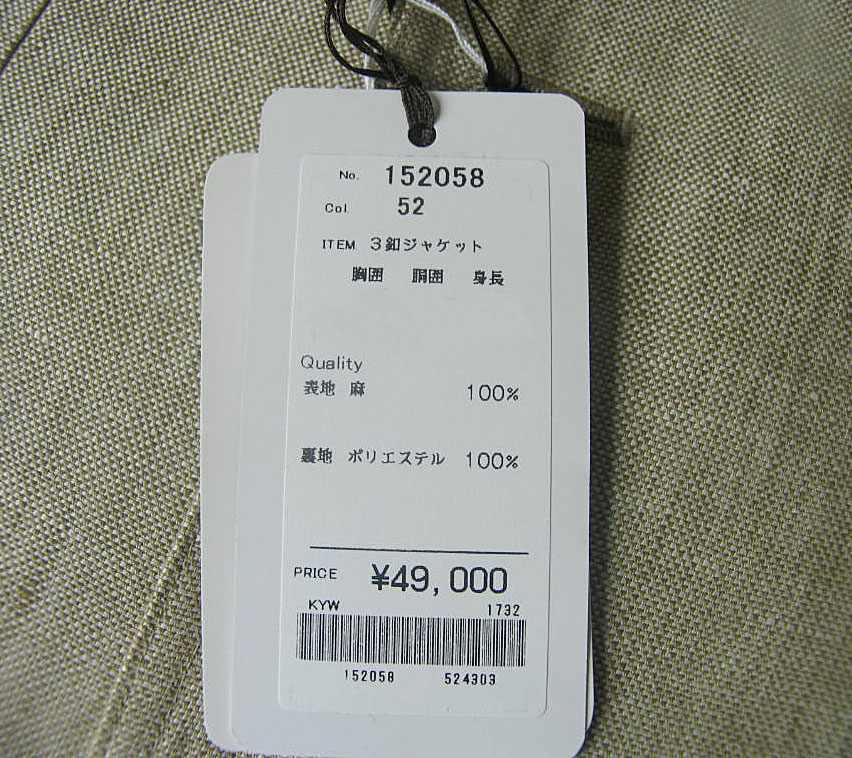 No. 152058
Col 52
ITEM 3釦ジャケット
胸囲 胴囲 身長
Quality
表地 麻 100%
裏地 ポリエステル 100%
PRICE ¥49,000
KYW 1732
152058 524303